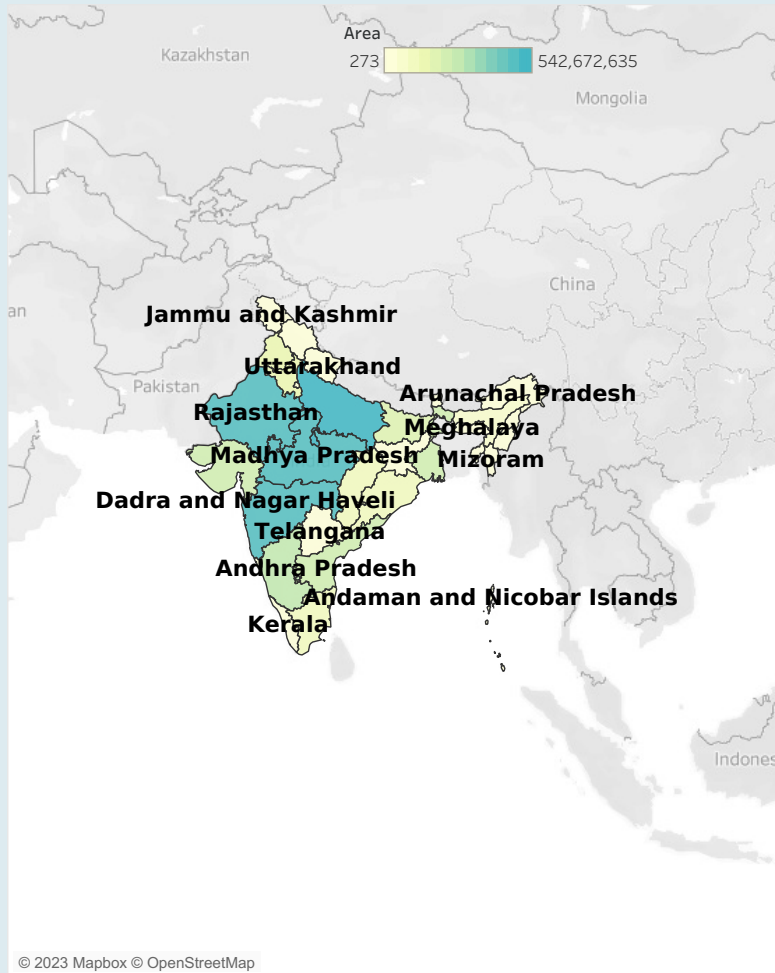 Area
273
542,672,635
Kazakhstan
Mongolia
China
an
Jammu and Kashmir
Uttarakhand
Pakistan
Arunachal Pradesh
Rajasthan
Meghalaya
Madhya Pradesh
Mizoram
Dadra and Nagar Haveli
Telangana
Andhra Pradesh
Andaman and Nicobar Islands
Kerala
Indones
© 2023 Mapbox © OpenStreetMap